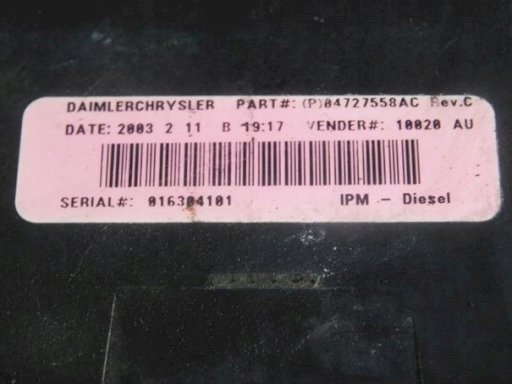 DAIMLERCHRYSLER PART#: (P)04727558AC Rev.C
DATE: 2003 2 11 B 19:17 VENDER#: 10020 AU
SERIAL#: 016304101 IPM - Diesel